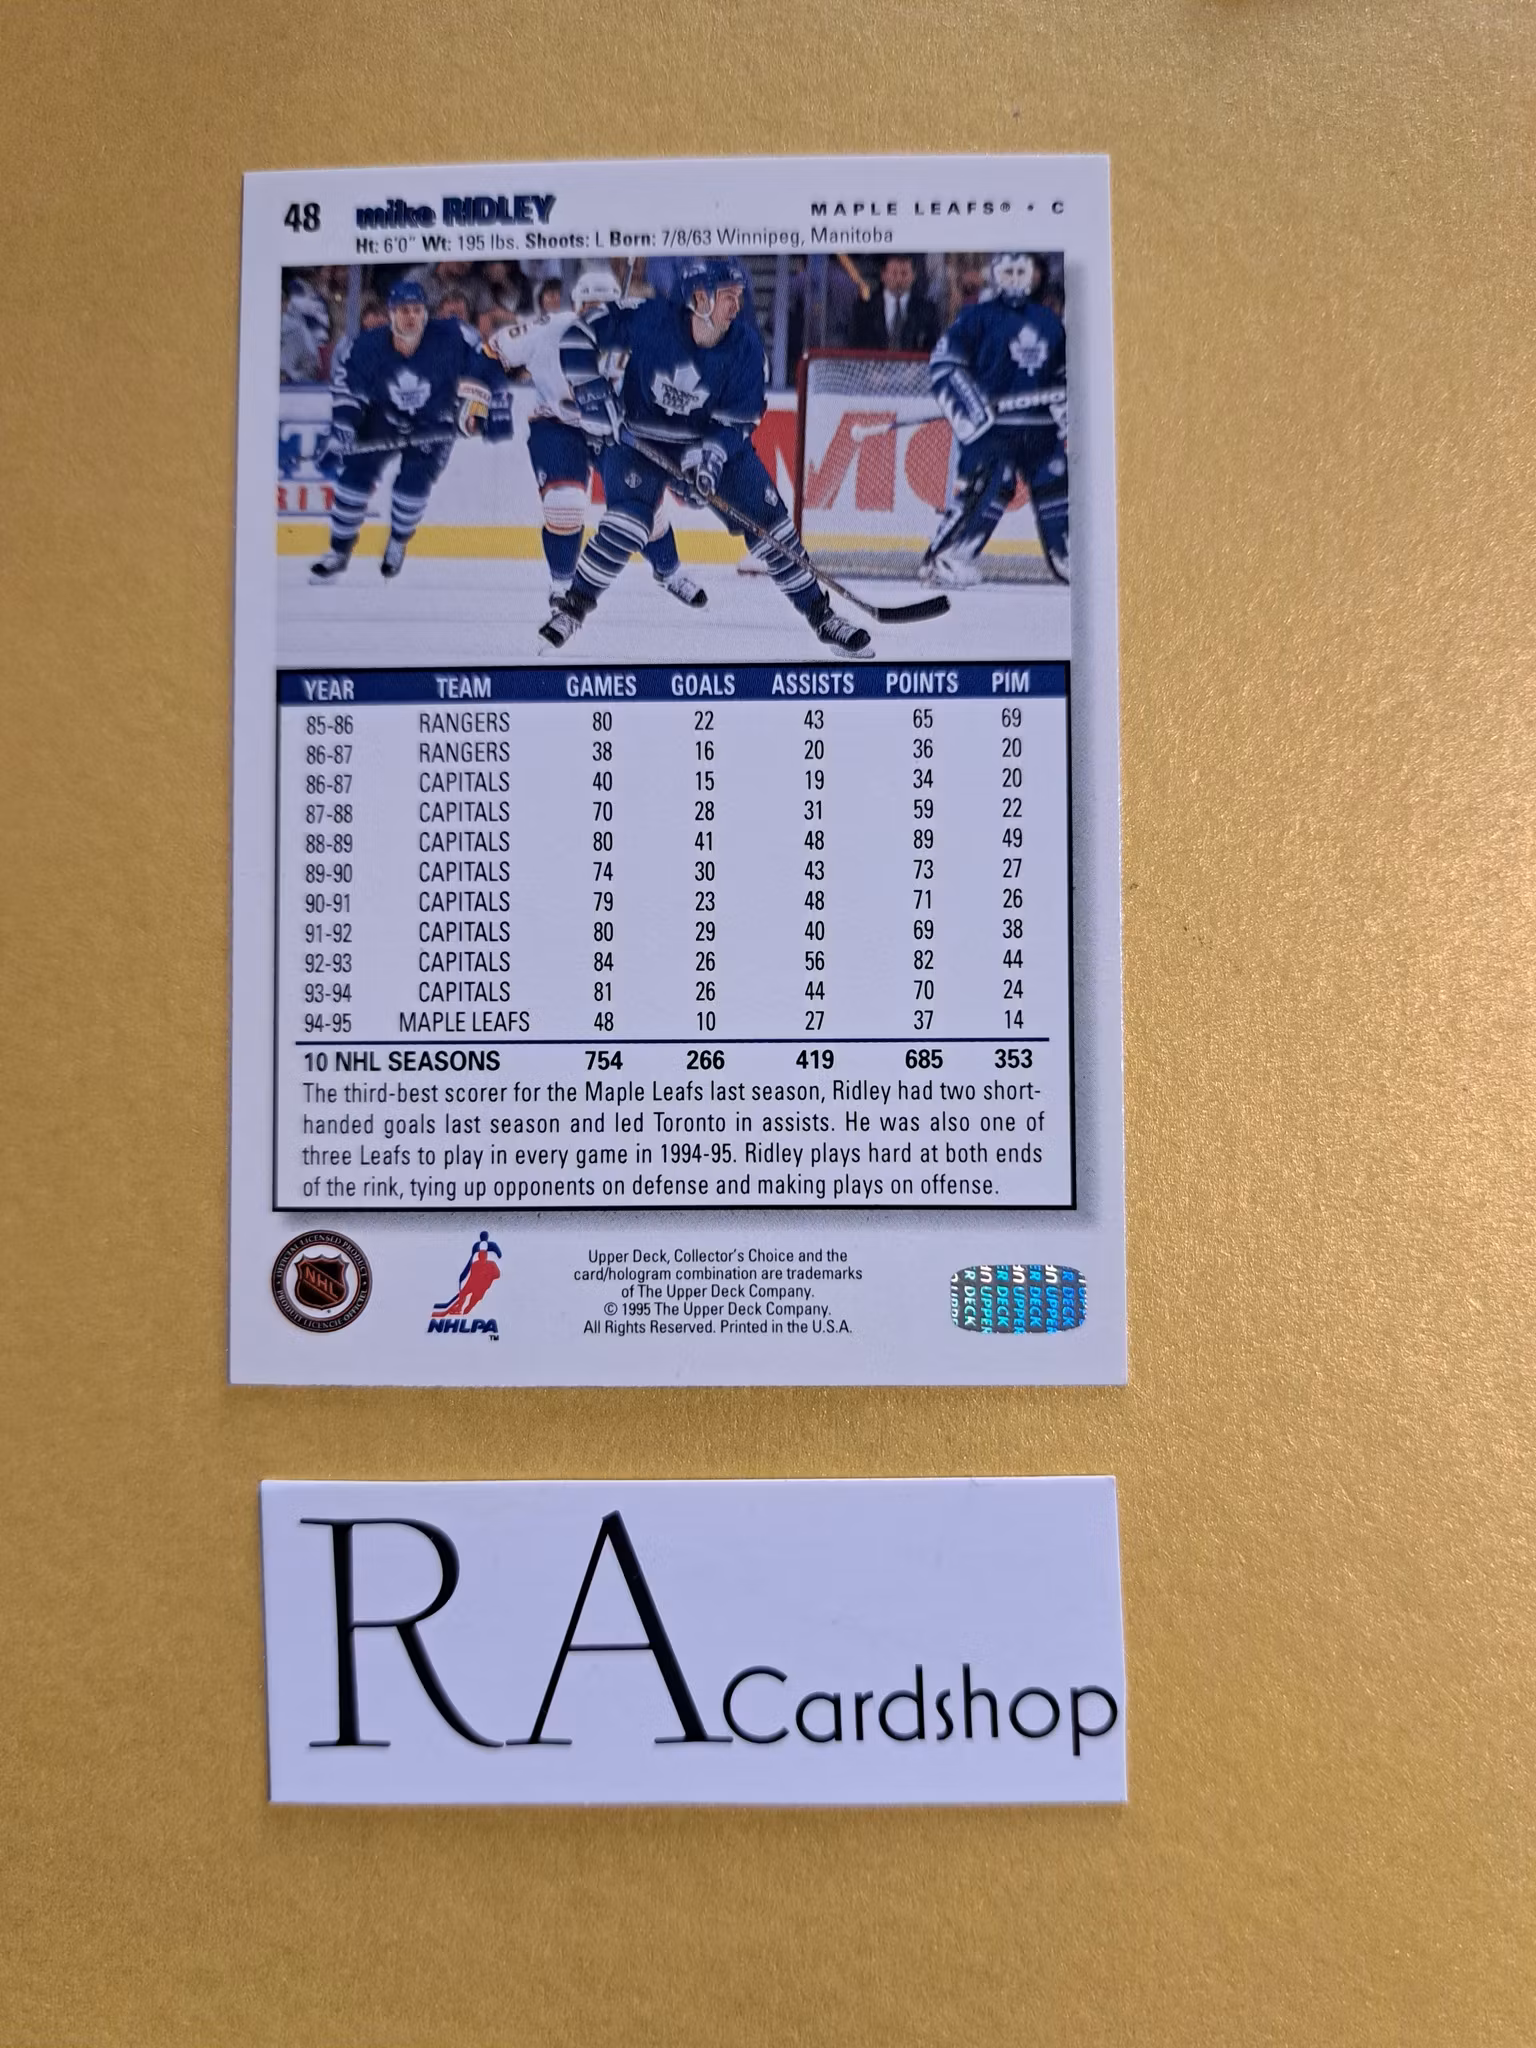 48 mike RIDLEY MAPLE LEAFS® • C
Ht: 6'0" Wt: 195 lbs. Shoots: L Born: 7/8/63 Winnipeg, Manitoba
YEAR TEAM GAMES GOALS ASSISTS POINTS PIM
85-86 RANGERS 80 22 43 65 69
86-87 RANGERS 38 16 20 36 20
86-87 CAPITALS 40 15 19 34 20
87-88 CAPITALS 70 28 31 59 22
88-89 CAPITALS 80 41 48 89 49
89-90 CAPITALS 74 30 43 73 27
90-91 CAPITALS 79 23 48 71 26
91-92 CAPITALS 80 29 40 69 38
92-93 CAPITALS 84 26 56 82 44
93-94 CAPITALS 81 26 44 70 24
94-95 MAPLE LEAFS 48 10 27 37 14
10 NHL SEASONS 754 266 419 685 353
The third-best scorer for the Maple Leafs last season, Ridley had two short-
handed goals last season and led Toronto in assists. He was also one of
three Leafs to play in every game in 1994-95. Ridley plays hard at both ends
of the rink, tying up opponents on defense and making plays on offense.
OFFICIAL LICENSED PRODUCT
NHL
PRODUIT LICENCIÉ OFFICIEL
NHLPA
TM
Upper Deck, Collector's Choice and the
card/hologram combination are trademarks
of The Upper Deck Company.
© 1995 The Upper Deck Company.
All Rights Reserved. Printed in the U.S.A.
UPPER DECK
RA Cardshop